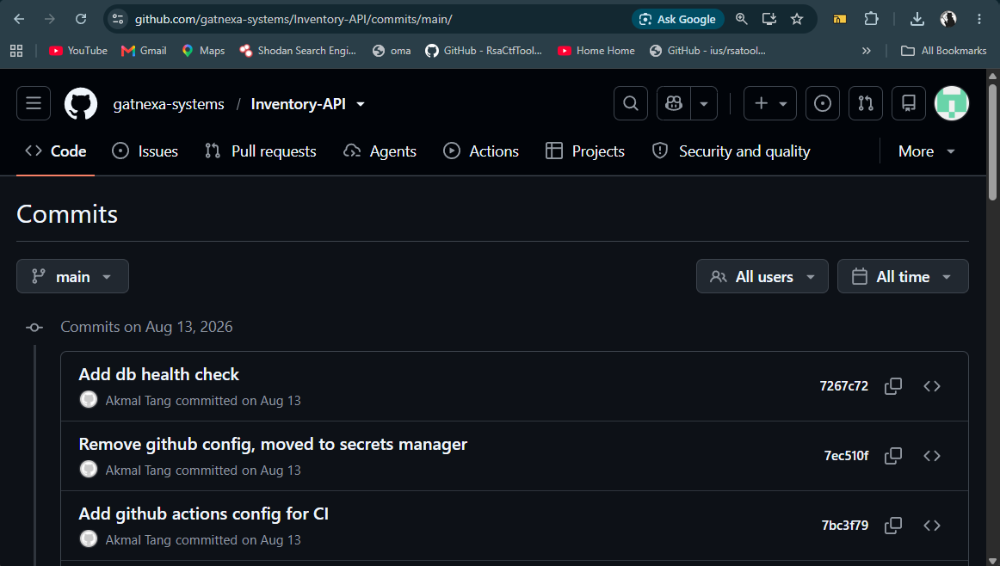 github.com/gatnexa-systems/Inventory-API/commits/main/
Ask Google
YouTube
Gmail
Maps
Shodan Search Engi...
oma
GitHub - RsaCtfTool...
Home Home
GitHub - ius/rsatool...
»
All Bookmarks
gatnexa-systems / Inventory-API
Code
Issues
Pull requests
Agents
Actions
Projects
Security and quality
More
Commits
main
All users
All time
Commits on Aug 13, 2026
Add db health check
Akmal Tang committed on Aug 13
7267c72
Remove github config, moved to secrets manager
Akmal Tang committed on Aug 13
7ec510f
Add github actions config for CI
Akmal Tang committed on Aug 13
7bc3f79